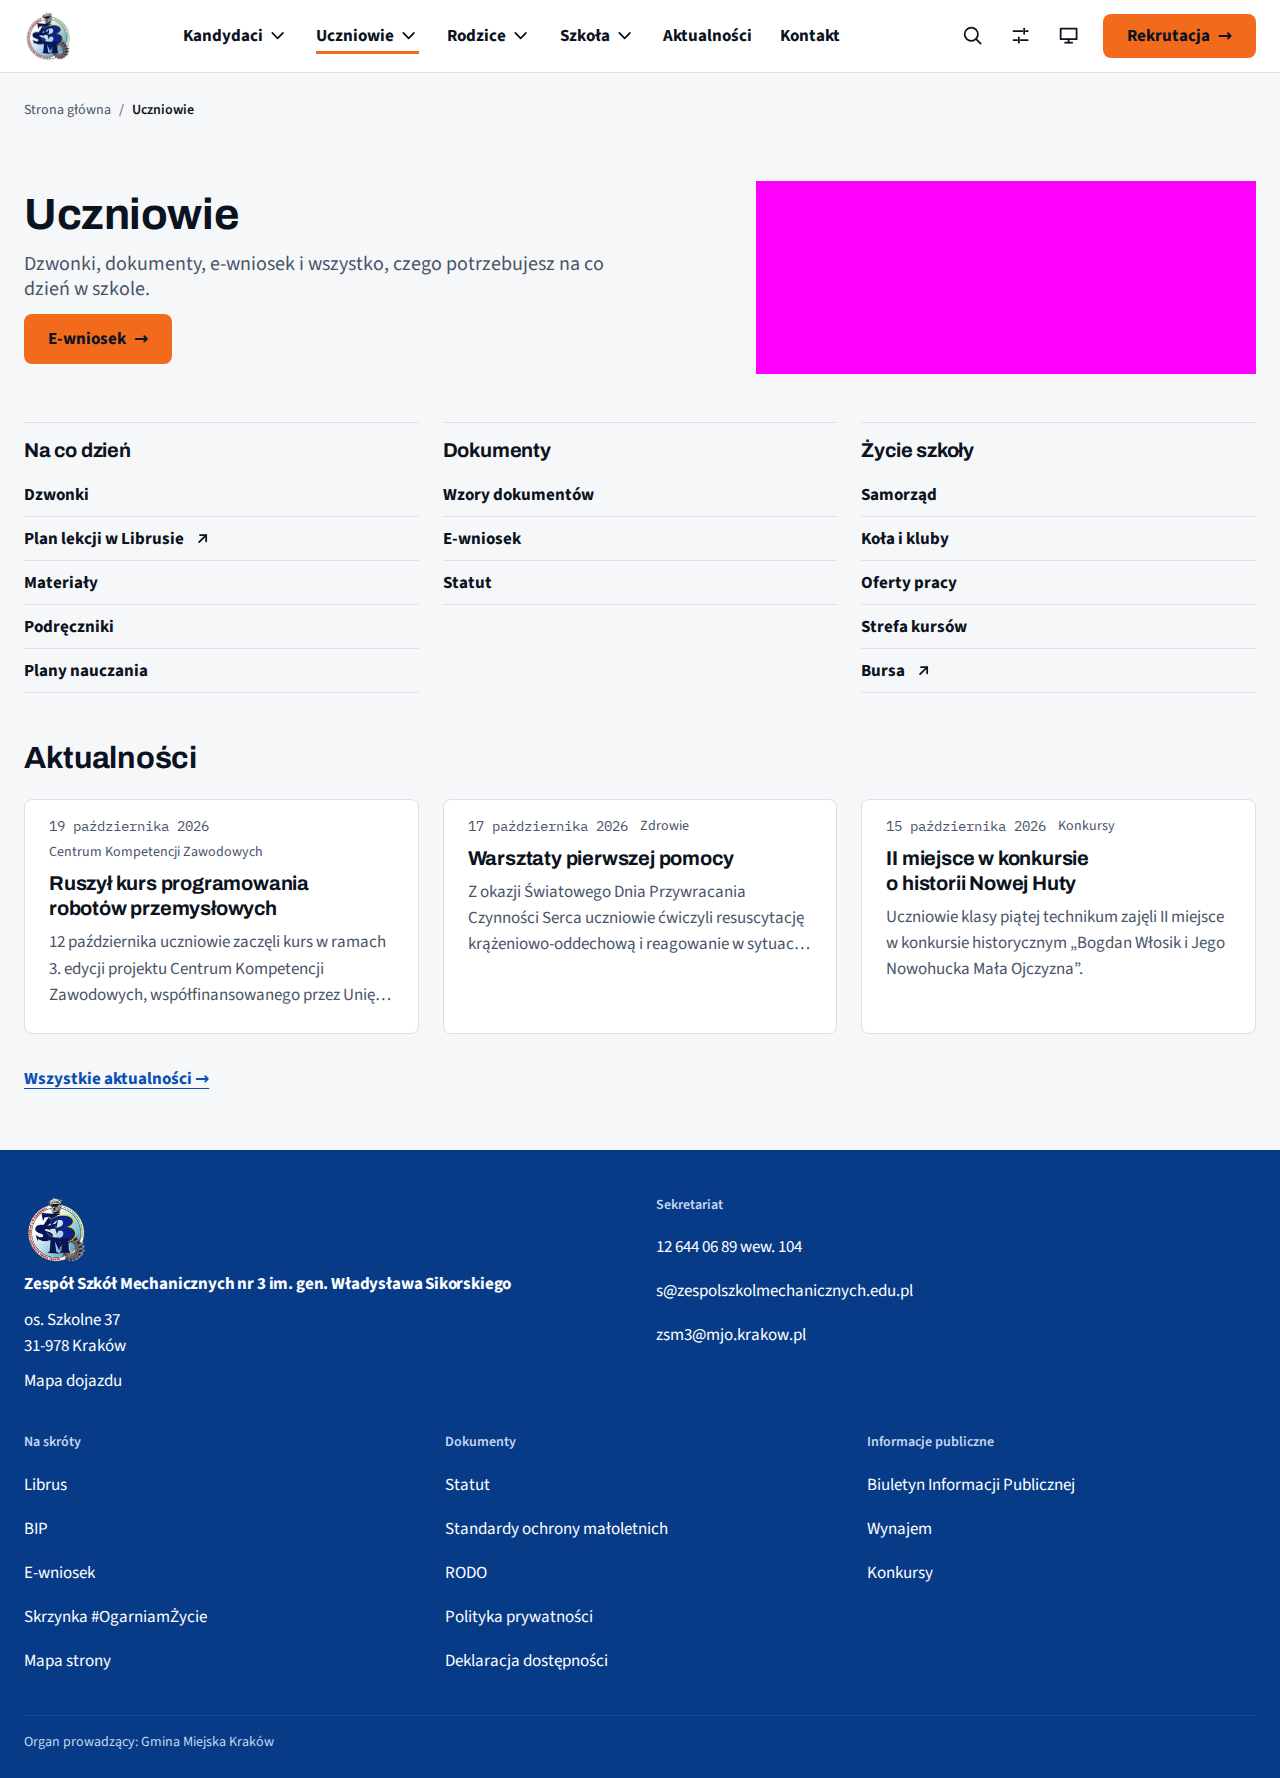 Kandydaci
Uczniowie
Rodzice
Szkoła
Aktualności
Kontakt
Rekrutacja →
Strona główna / Uczniowie
Uczniowie
Dzwonki, dokumenty, e-wniosek i wszystko, czego potrzebujesz na co
dzień w szkole.
E-wniosek →
Na co dzień
Dzwonki
Plan lekcji w Librusie
Materiały
Podręczniki
Plany nauczania
Dokumenty
Wzory dokumentów
E-wniosek
Statut
Życie szkoły
Samorząd
Koła i kluby
Oferty pracy
Strefa kursów
Bursa
Aktualności
19 października 2026
Centrum Kompetencji Zawodowych
Ruszył kurs programowania
robotów przemysłowych
12 października uczniowie zaczęli kurs w ramach
3. edycji projektu Centrum Kompetencji
Zawodowych, współfinansowanego przez Unię…
17 października 2026 Zdrowie
Warsztaty pierwszej pomocy
Z okazji Światowego Dnia Przywracania
Czynności Serca uczniowie ćwiczyli resuscytację
krążeniowo-oddechową i reagowanie w sytuac…
15 października 2026 Konkursy
II miejsce w konkursie
o historii Nowej Huty
Uczniowie klasy piątej technikum zajęli II miejsce
w konkursie historycznym „Bogdan Włosik i Jego
Nowohucka Mała Ojczyzna”.
Wszystkie aktualności →
Zespół Szkół Mechanicznych nr 3 im. gen. Władysława Sikorskiego
os. Szkolne 37
31-978 Kraków
Mapa dojazdu
Sekretariat
12 644 06 89 wew. 104
s@zespolszkolmechanicznych.edu.pl
zsm3@mjo.krakow.pl
Na skróty
Librus
BIP
E-wniosek
Skrzynka #OgarniamŻycie
Mapa strony
Dokumenty
Statut
Standardy ochrony małoletnich
RODO
Polityka prywatności
Deklaracja dostępności
Informacje publiczne
Biuletyn Informacji Publicznej
Wynajem
Konkursy
Organ prowadzący: Gmina Miejska Kraków